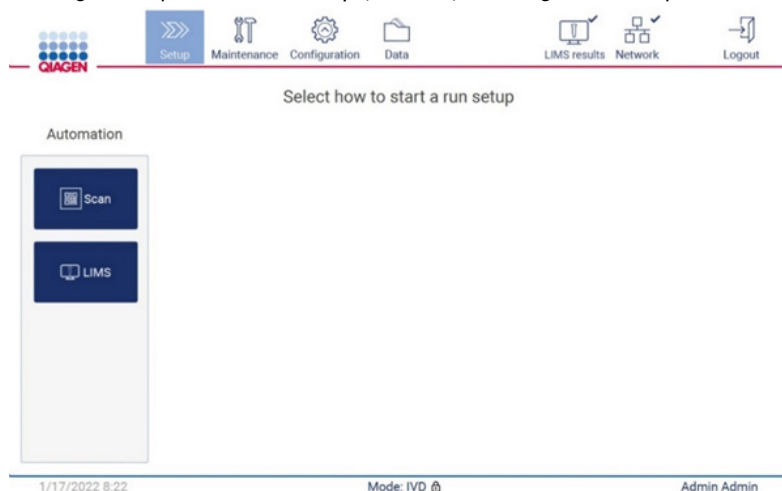 QIAGEN
Setup Maintenance Configuration Data LIMS results Network Logout
Select how to start a run setup
Automation
Scan
LIMS
1/17/2022 8:22 Mode: IVD Admin Admin